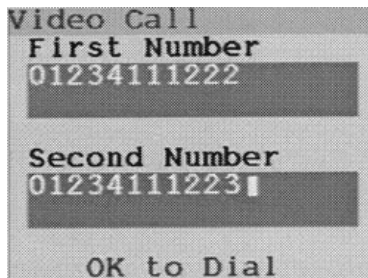 Video Call
First Number
01234111222
Second Number
01234111223
OK to Dial